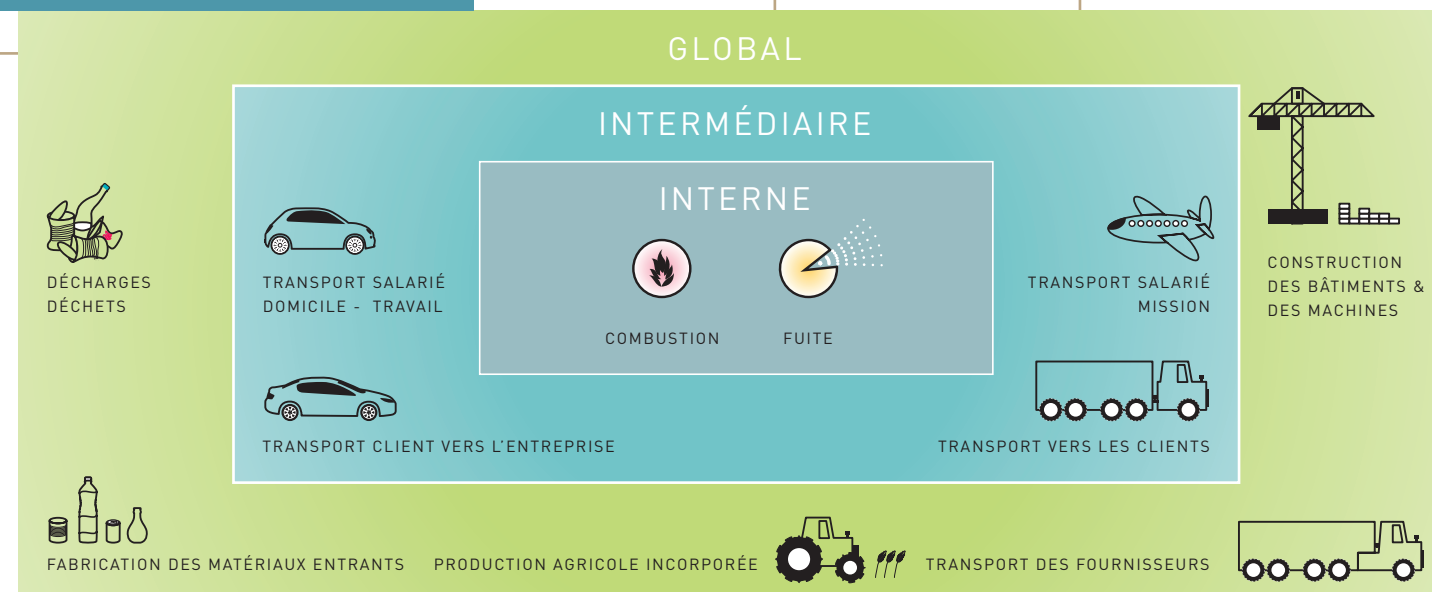 GLOBAL
INTERMÉDIAIRE
INTERNE
COMBUSTION
FUITE
DÉCHARGES
DÉCHETS
TRANSPORT SALARIÉ
DOMICILE - TRAVAIL
TRANSPORT SALARIÉ
MISSION
CONSTRUCTION
DES BÂTIMENTS &
DES MACHINES
TRANSPORT CLIENT VERS L'ENTREPRISE
TRANSPORT VERS LES CLIENTS
FABRICATION DES MATÉRIAUX ENTRANTS
PRODUCTION AGRICOLE INCORPORÉE
TRANSPORT DES FOURNISSEURS